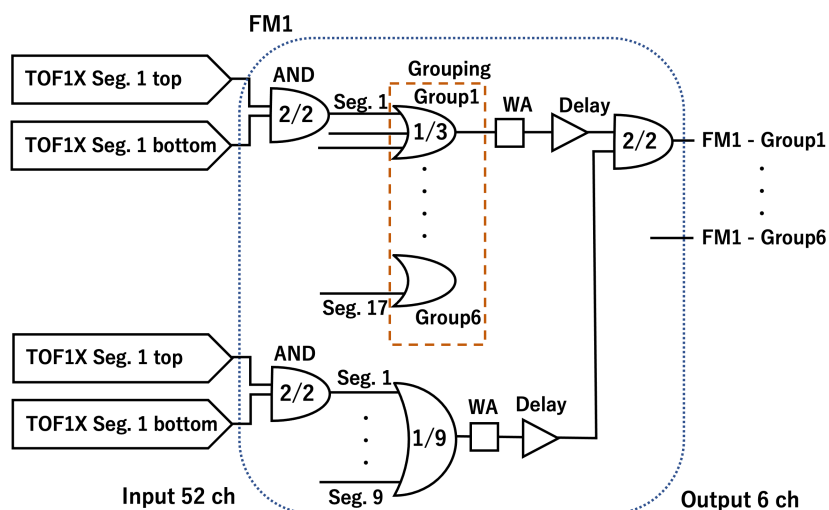 FM1
TOF1X Seg. 1 top
TOF1X Seg. 1 bottom
AND
2/2
Seg. 1
Grouping
Group1
1/3
WA
Delay
2/2
FM1 - Group1
FM1 - Group6
Seg. 17
Group6
TOF1X Seg. 1 top
TOF1X Seg. 1 bottom
AND
2/2
Seg. 1
1/9
WA
Delay
Seg. 9
Input 52 ch
Output 6 ch